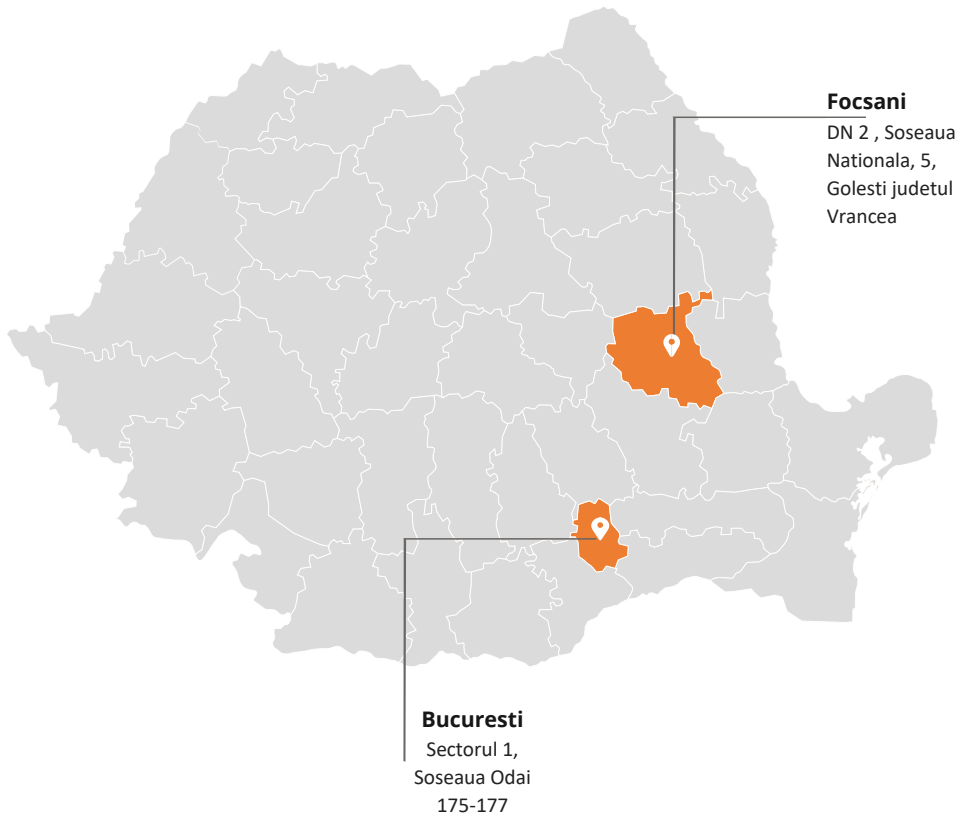 Focsani
DN 2 , Soseaua
Nationala, 5,
Golesti judetul
Vrancea
Bucuresti
Sectorul 1,
Soseaua Odai
175-177